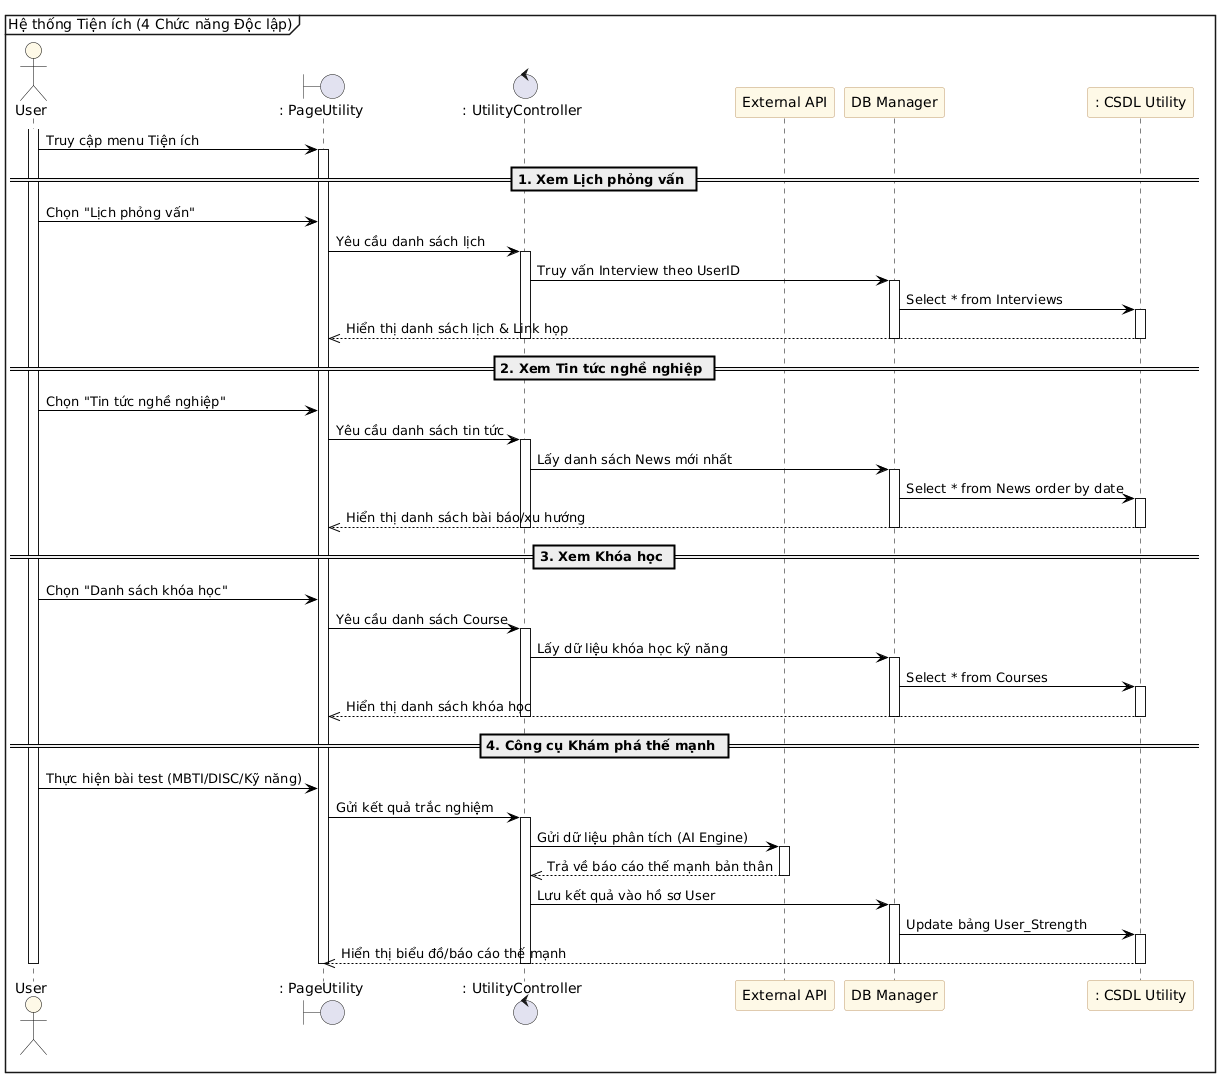 Hệ thống Tiện ích (4 Chức năng Độc lập)
User
: PageUtility
: UtilityController
External API
DB Manager
: CSDL Utility
Truy cập menu Tiện ích
1. Xem Lịch phỏng vấn
Chọn "Lịch phỏng vấn"
Yêu cầu danh sách lịch
Truy vấn Interview theo UserID
Select * from Interviews
Hiển thị danh sách lịch & Link họp
2. Xem Tin tức nghề nghiệp
Chọn "Tin tức nghề nghiệp"
Yêu cầu danh sách tin tức
Lấy danh sách News mới nhất
Select * from News order by date
Hiển thị danh sách bài báo/xu hướng
3. Xem Khóa học
Chọn "Danh sách khóa học"
Yêu cầu danh sách Course
Lấy dữ liệu khóa học kỹ năng
Select * from Courses
Hiển thị danh sách khóa học
4. Công cụ Khám phá thế mạnh
Thực hiện bài test (MBTI/DISC/Kỹ năng)
Gửi kết quả trắc nghiệm
Gửi dữ liệu phân tích (AI Engine)
Trả về báo cáo thế mạnh bản thân
Lưu kết quả vào hồ sơ User
Update bảng User_Strength
Hiển thị biểu đồ/báo cáo thế mạnh
User
: PageUtility
: UtilityController
External API
DB Manager
: CSDL Utility